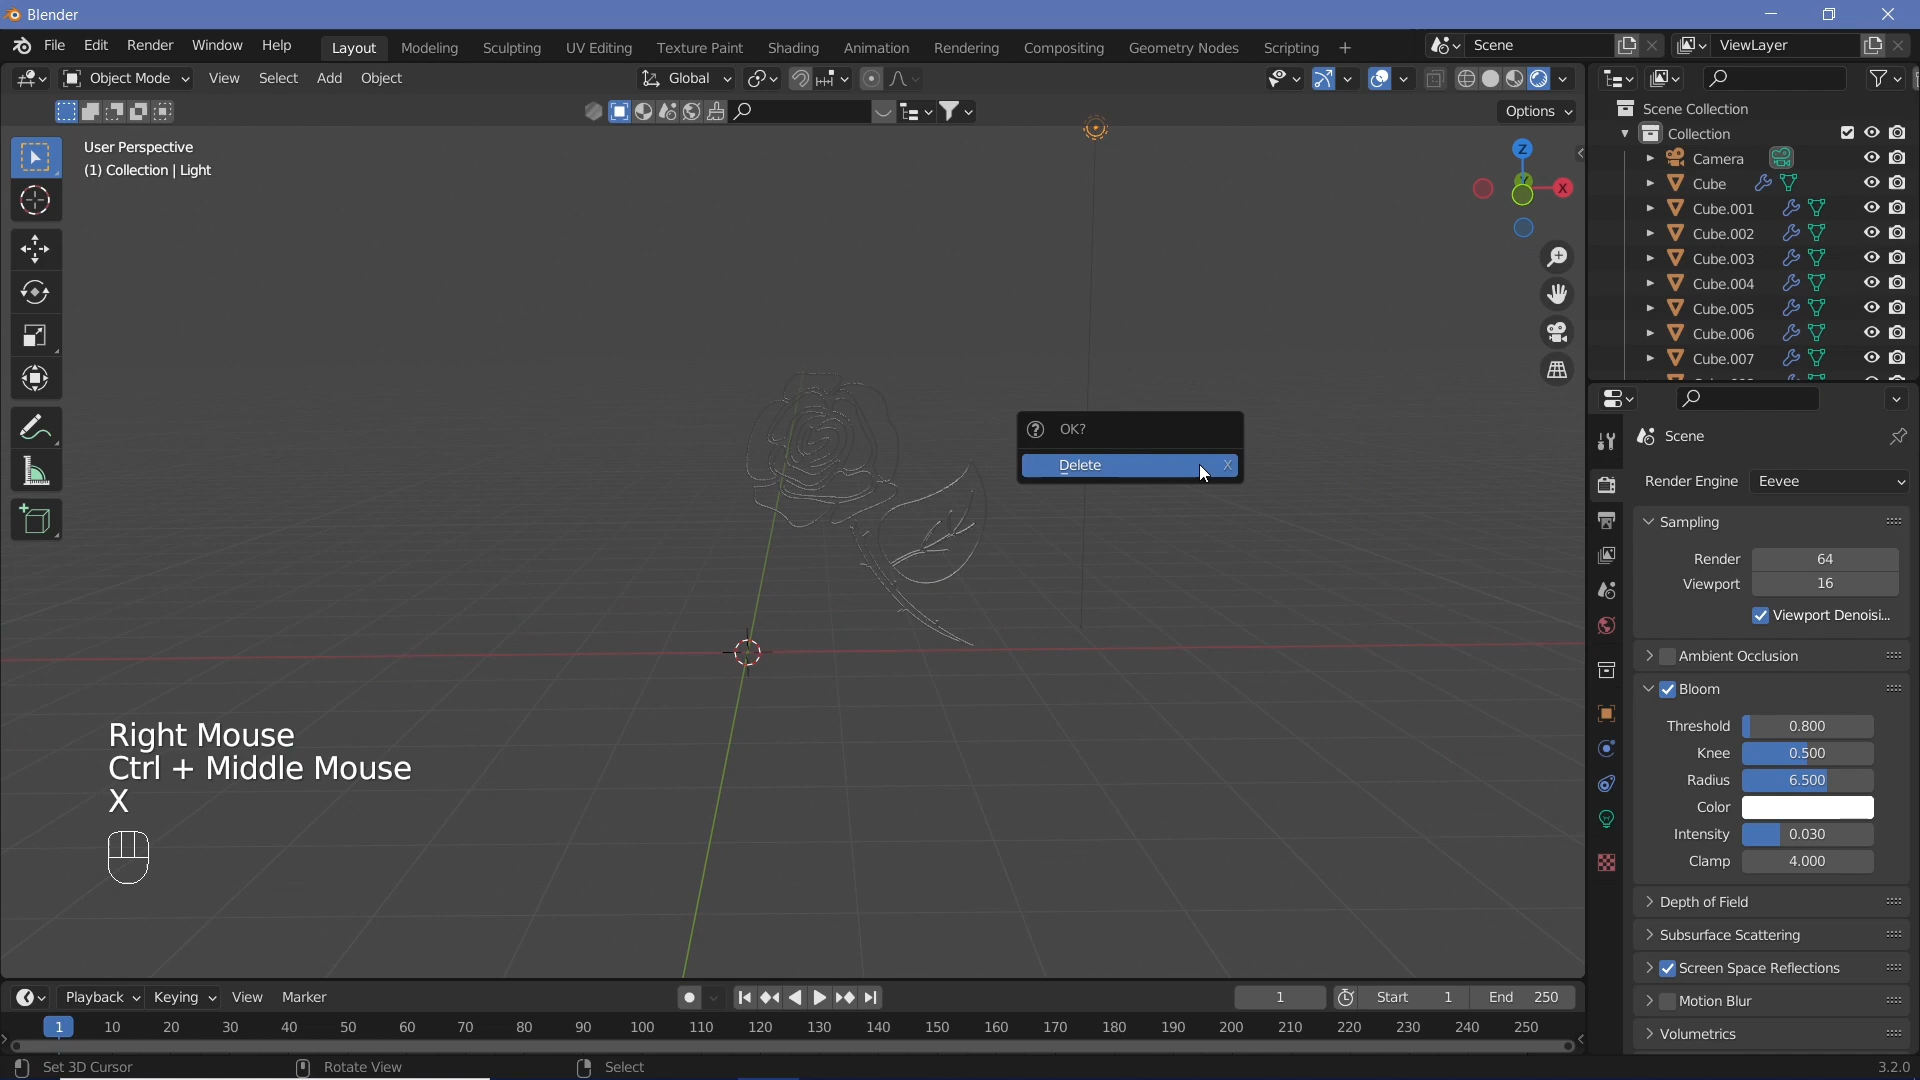 Blender
File Edit Render Window Help Layout Modeling Sculpting UV Editing Texture Paint Shading Animation Rendering Compositing Geometry Nodes Scripting + Scene ViewLayer
Object Mode View Select Add Object Global
Options
User Perspective
(1) Collection | Light
Z
X
OK?
Delete X
Right Mouse
Ctrl + Middle Mouse
X
Scene Collection
Collection
Camera
Cube
Cube.001
Cube.002
Cube.003
Cube.004
Cube.005
Cube.006
Cube.007
Scene
Render Engine Eevee
Sampling
Render 64
Viewport 16
Viewport Denoisi...
Ambient Occlusion
Bloom
Threshold 0.800
Knee 0.500
Radius 6.500
Color
Intensity 0.030
Clamp 4.000
Depth of Field
Subsurface Scattering
Screen Space Reflections
Motion Blur
Volumetrics
Playback Keying View Marker 1 Start 1 End 250
1 10 20 30 40 50 60 70 80 90 100 110 120 130 140 150 160 170 180 190 200 210 220 230 240 250
Set 3D Cursor Rotate View Select 3.2.0